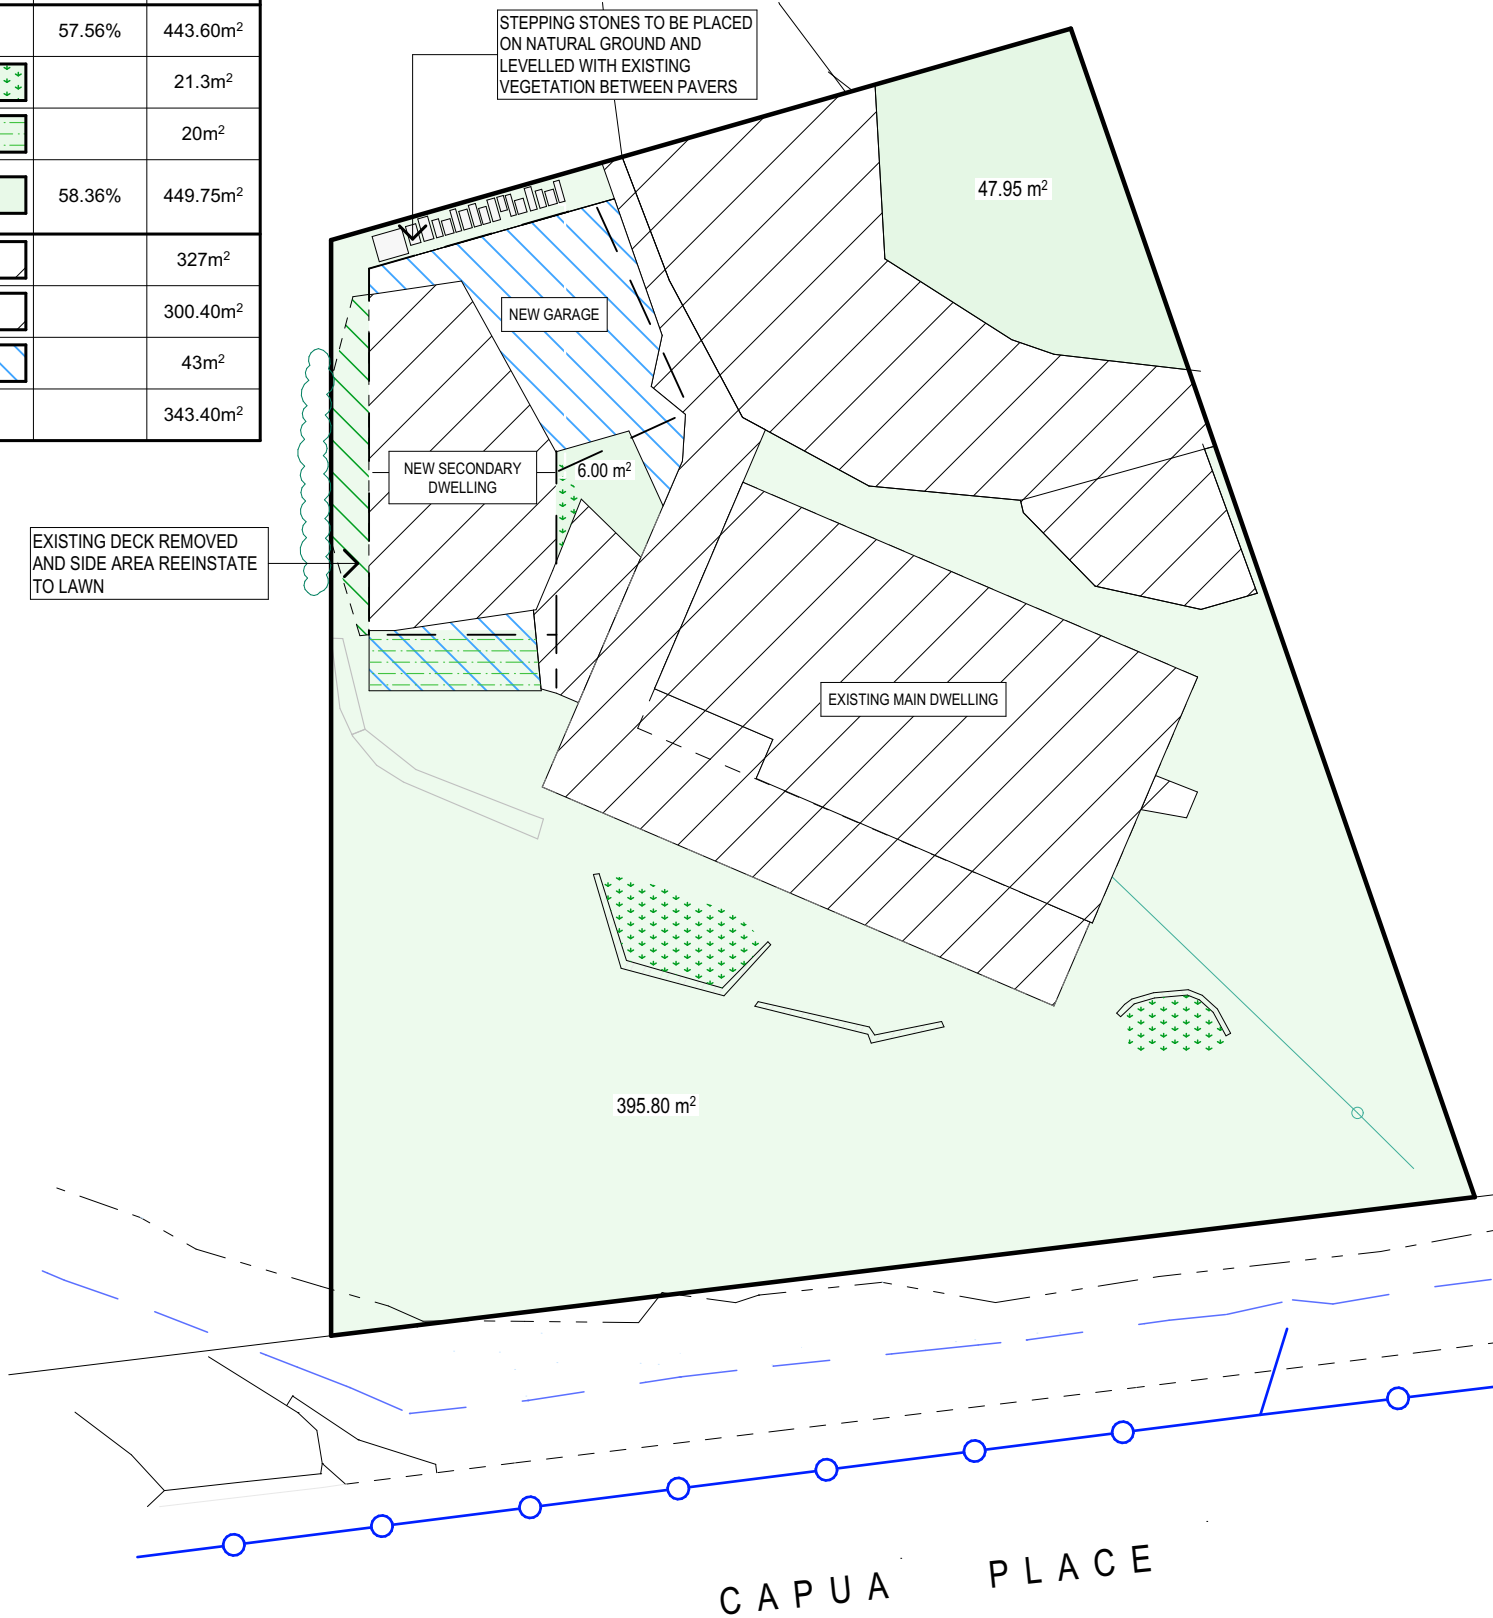 57.56% 443.60m²
21.3m²
20m²
58.36% 449.75m²
327m²
300.40m²
43m²
343.40m²
STEPPING STONES TO BE PLACED
ON NATURAL GROUND AND
LEVELLED WITH EXISTING
VEGETATION BETWEEN PAVERS
47.95 m²
NEW GARAGE
NEW SECONDARY
DWELLING
6.00 m²
EXISTING DECK REMOVED
AND SIDE AREA REEINSTATE
TO LAWN
EXISTING MAIN DWELLING
395.80 m²
CAPUA PLACE